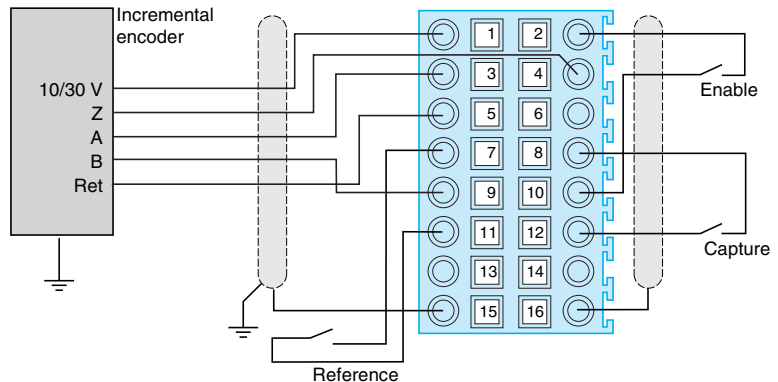 Incremental
encoder
10/30 V
Z
A
B
Ret
1 2
3 4
5 6
7 8
9 10
11 12
13 14
15 16
Enable
Capture
Reference